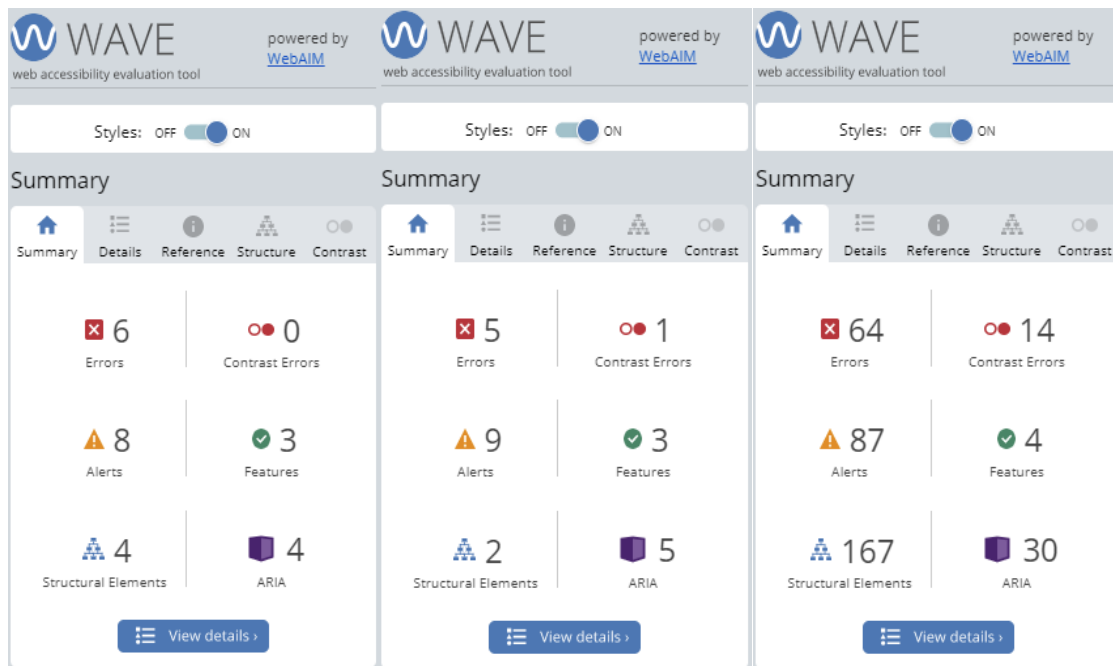 WAVE
powered by
WebAIM
web accessibility evaluation tool
Styles: OFF ON
Summary
Summary Details Reference Structure Contrast
6 0
Errors Contrast Errors
8 3
Alerts Features
4 4
Structural Elements ARIA
View details ›
WAVE
powered by
WebAIM
web accessibility evaluation tool
Styles: OFF ON
Summary
Summary Details Reference Structure Contrast
5 1
Errors Contrast Errors
9 3
Alerts Features
2 5
Structural Elements ARIA
View details ›
WAVE
powered by
WebAIM
web accessibility evaluation tool
Styles: OFF ON
Summary
Summary Details Reference Structure Contrast
64 14
Errors Contrast Errors
87 4
Alerts Features
167 30
Structural Elements ARIA
View details ›